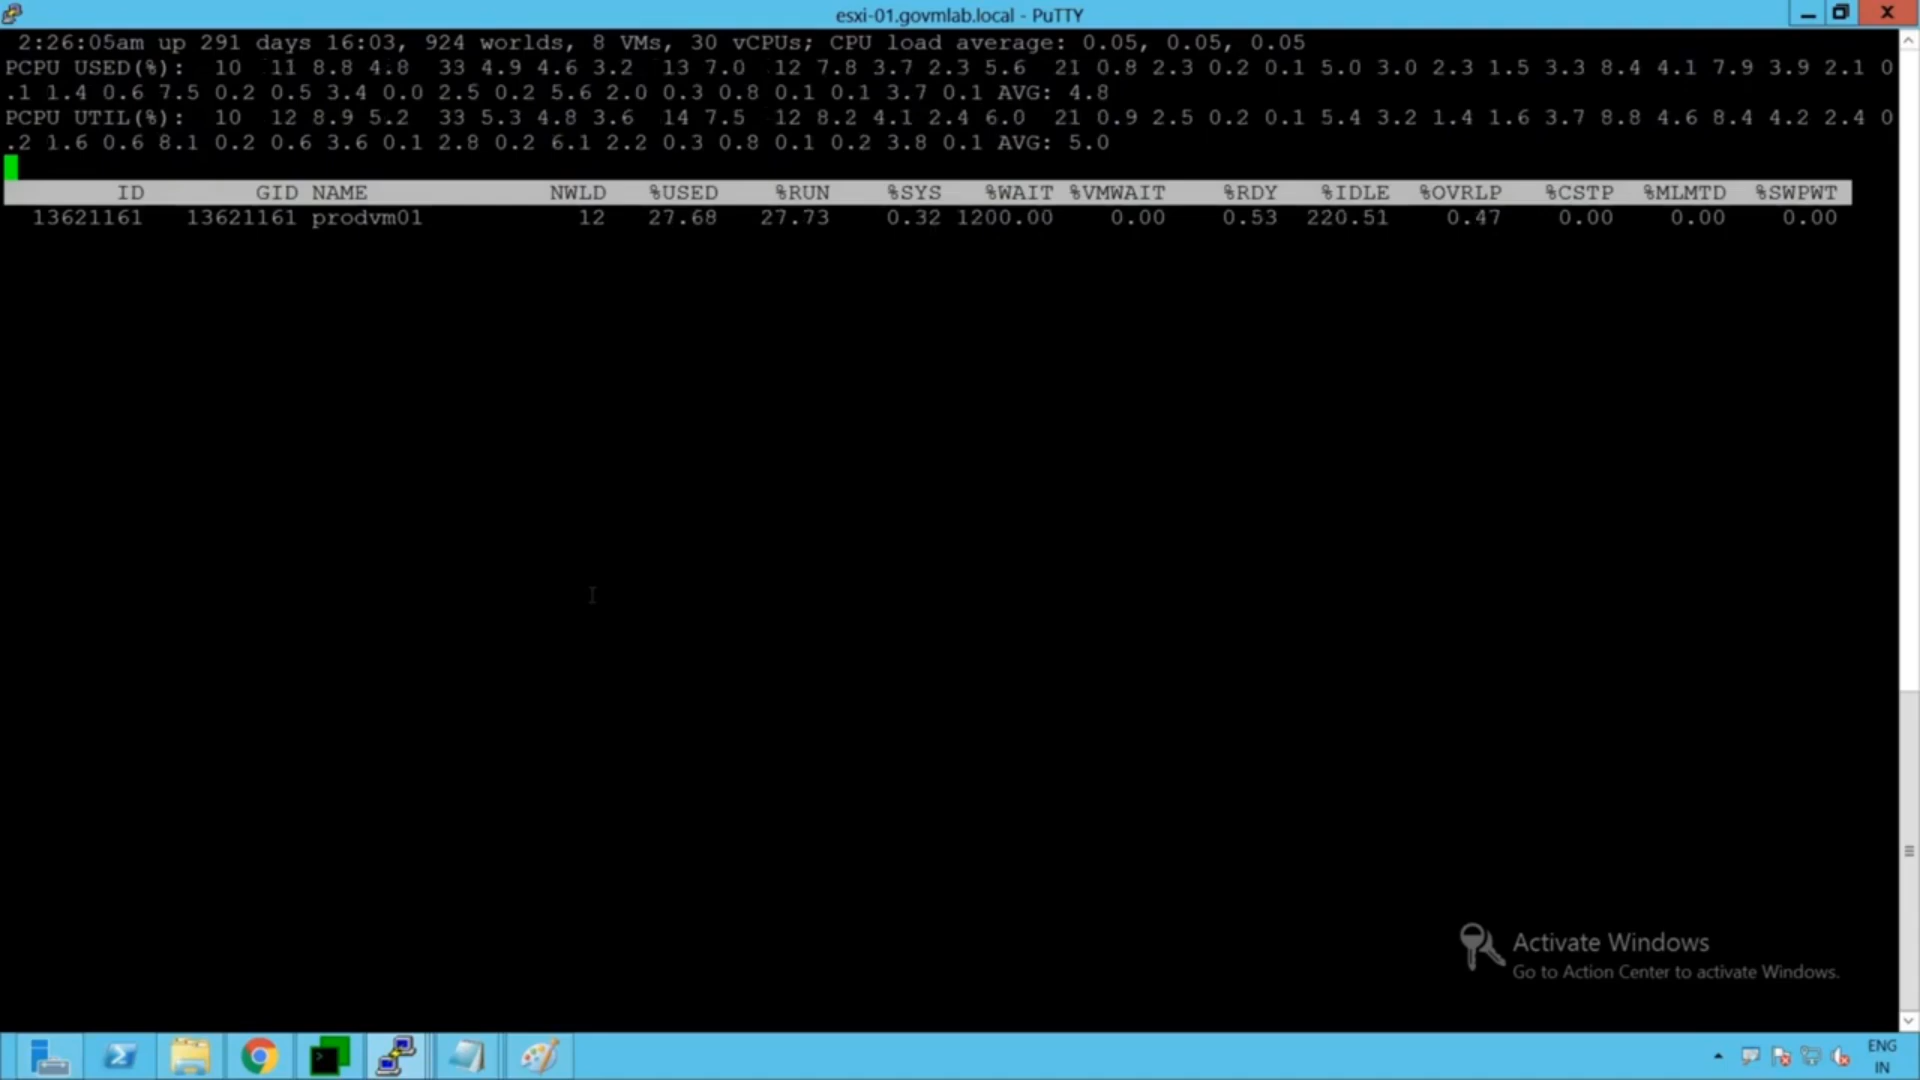 esxi-01.govmlab.local - PuTTY
2:26:05am up 291 days 16:03, 924 worlds, 8 VMs, 30 vCPUs; CPU load average: 0.05, 0.05, 0.05
PCPU USED(%): 10 11 8.8 4.8 33 4.9 4.6 3.2 13 7.0 12 7.8 3.7 2.3 5.6 21 0.8 2.3 0.2 0.1 5.0 3.0 2.3 1.5 3.3 8.4 4.1 7.9 3.9 2.1 0
.1 1.4 0.6 7.5 0.2 0.5 3.4 0.0 2.5 0.2 5.6 2.0 0.3 0.8 0.1 0.1 3.7 0.1 AVG: 4.8
PCPU UTIL(%): 10 12 8.9 5.2 33 5.3 4.8 3.6 14 7.5 12 8.2 4.1 2.4 6.0 21 0.9 2.5 0.2 0.1 5.4 3.2 1.4 1.6 3.7 8.8 4.6 8.4 4.2 2.4 0
.2 1.6 0.6 8.1 0.2 0.6 3.6 0.1 2.8 0.2 6.1 2.2 0.3 0.8 0.1 0.2 3.8 0.1 AVG: 5.0
ID GID NAME NWLD %USED %RUN %SYS %WAIT %VMWAIT %RDY %IDLE %OVRLP %CSTP %MLMTD %SWPWT
13621161 13621161 prodvm01 12 27.68 27.73 0.32 1200.00 0.00 0.53 220.51 0.47 0.00 0.00 0.00
Activate Windows
Go to Action Center to activate Windows.
ENG
IN